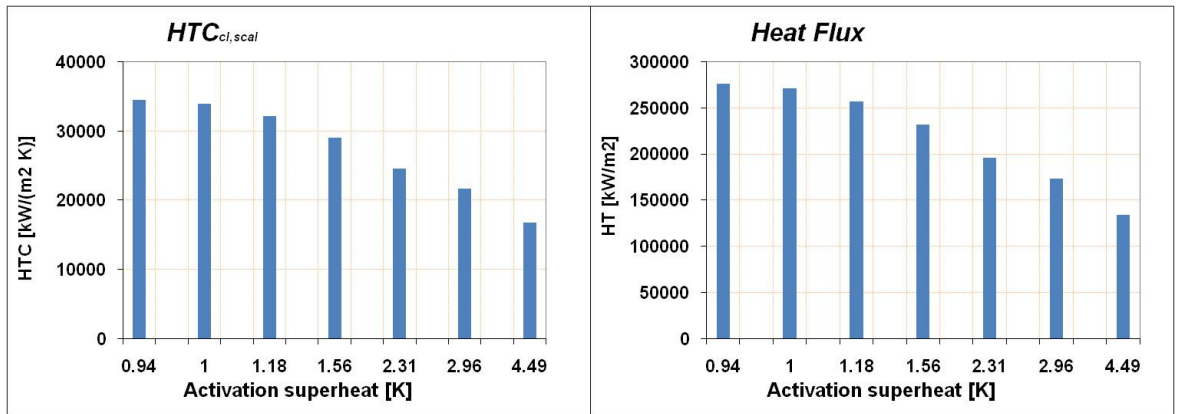 HTCcl,scal
40000
30000
20000
10000
0
HTC [kW/(m2 K)]
0.94 1 1.18 1.56 2.31 2.96 4.49
Activation superheat [K]
Heat Flux
300000
250000
200000
150000
100000
50000
0
HT [kW/m2]
0.94 1 1.18 1.56 2.31 2.96 4.49
Activation superheat [K]